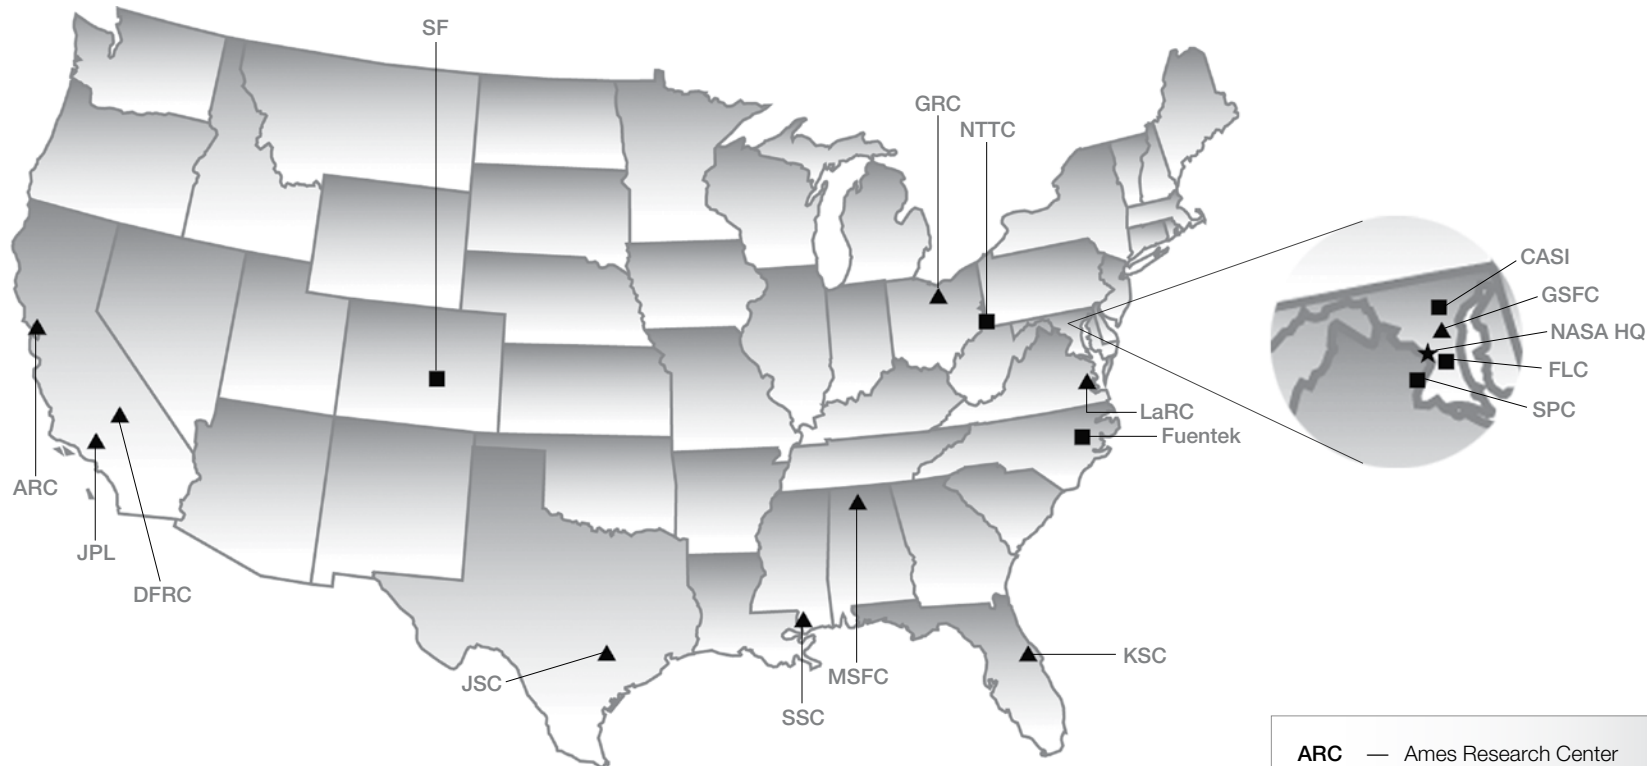 SF
GRC
NTTC
CASI
GSFC
NASA HQ
FLC
SPC
LaRC
Fuentek
ARC
JPL
DFRC
JSC
SSC
MSFC
KSC
ARC — Ames Research Center